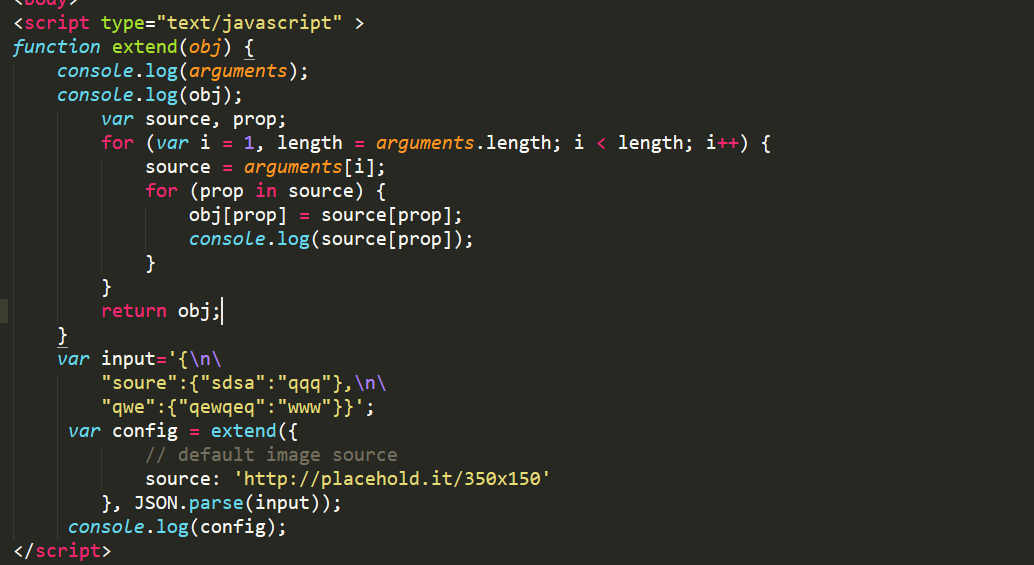 <body>
<script type="text/javascript" >
function extend(obj) {
    console.log(arguments);
    console.log(obj);
        var source, prop;
        for (var i = 1, length = arguments.length; i < length; i++) {
            source = arguments[i];
            for (prop in source) {
                obj[prop] = source[prop];
                console.log(source[prop]);
            }
        }
        return obj;
    }
    var input='{\n\
        "soure":{"sdsa":"qqq"},\n\
        "qwe":{"qewqeq":"www"}}';
     var config = extend({
            // default image source
            source: 'http://placehold.it/350x150'
        }, JSON.parse(input));
     console.log(config);
</script>